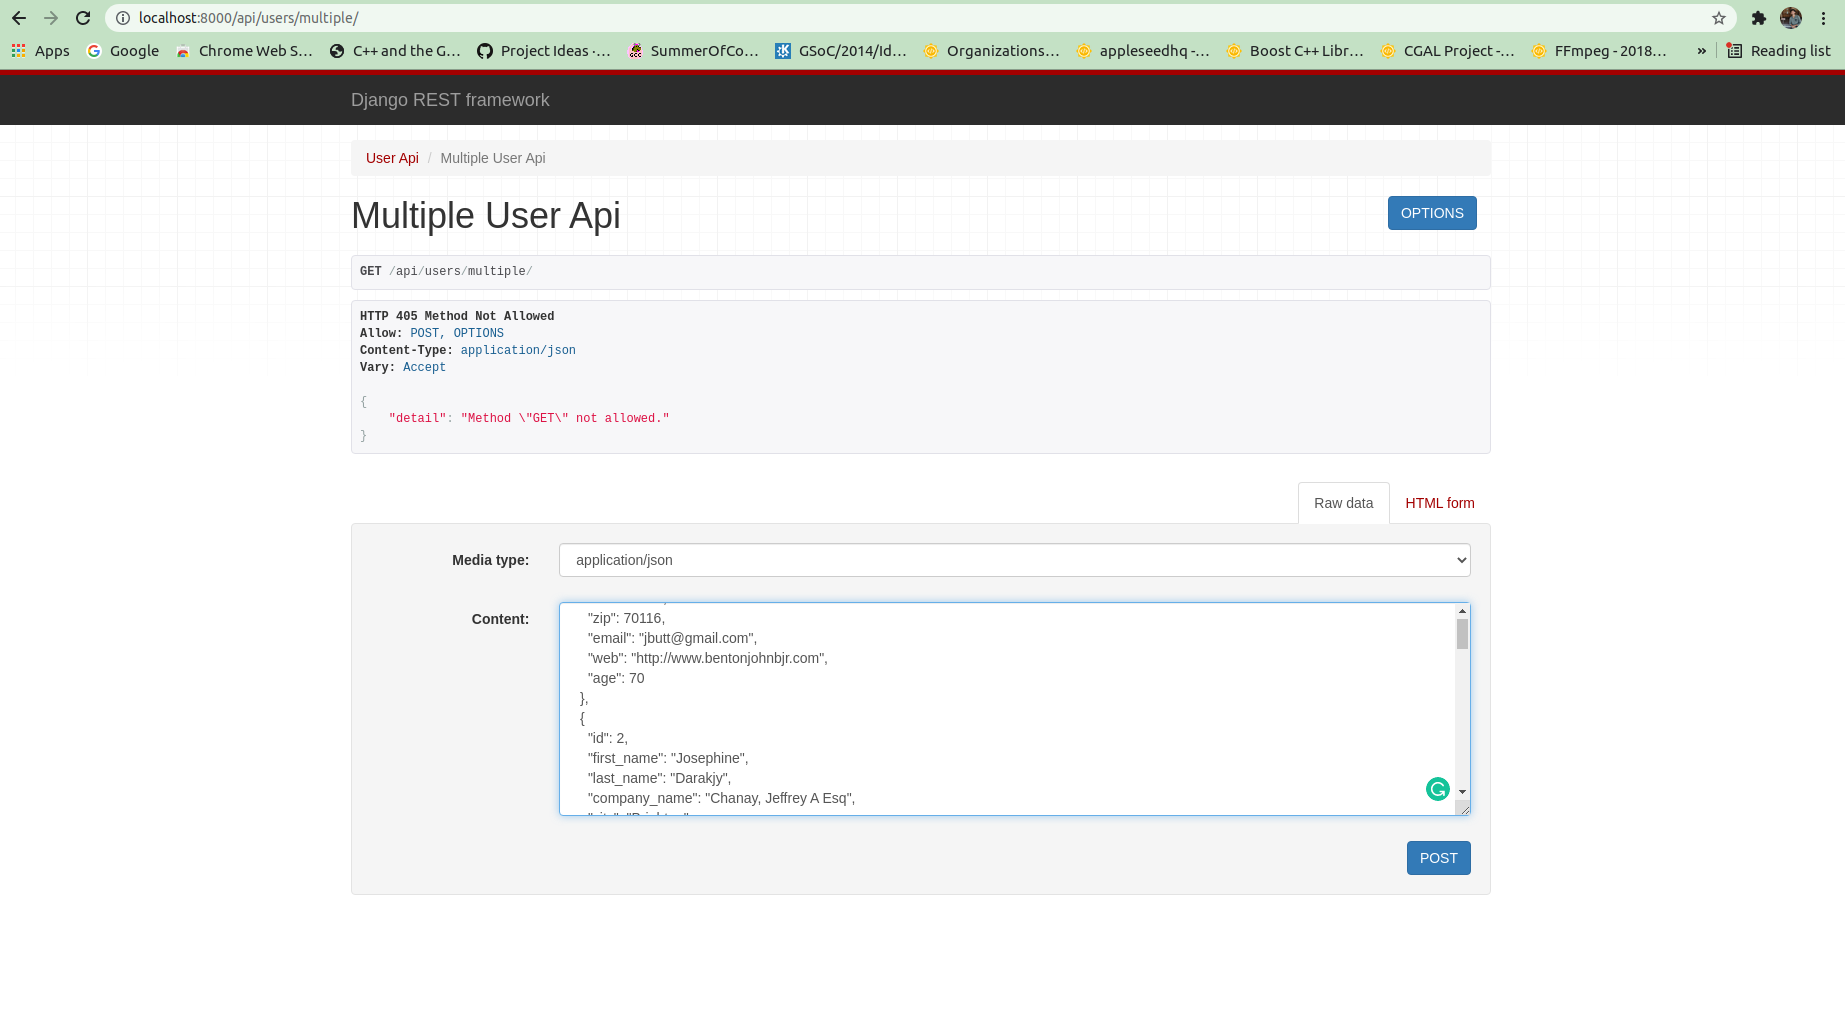 localhost:8000/api/users/multiple/
Apps Google Chrome Web S... C++ and the G... Project Ideas ·... SummerOfCo... GSoC/2014/Id... Organizations... appleseedhq -... Boost C++ Libr... CGAL Project -... FFmpeg - 2018... » Reading list
Django REST framework
User Api / Multiple User Api
Multiple User Api
OPTIONS
GET /api/users/multiple/
HTTP 405 Method Not Allowed
Allow: POST, OPTIONS
Content-Type: application/json
Vary: Accept
{
"detail": "Method \"GET\" not allowed."
}
Raw data HTML form
Media type: application/json
Content:
"zip": 70116,
"email": "jbutt@gmail.com",
"web": "http://www.bentonjohnbjr.com",
"age": 70
},
{
"id": 2,
"first_name": "Josephine",
"last_name": "Darakjy",
"company_name": "Chanay, Jeffrey A Esq",
POST